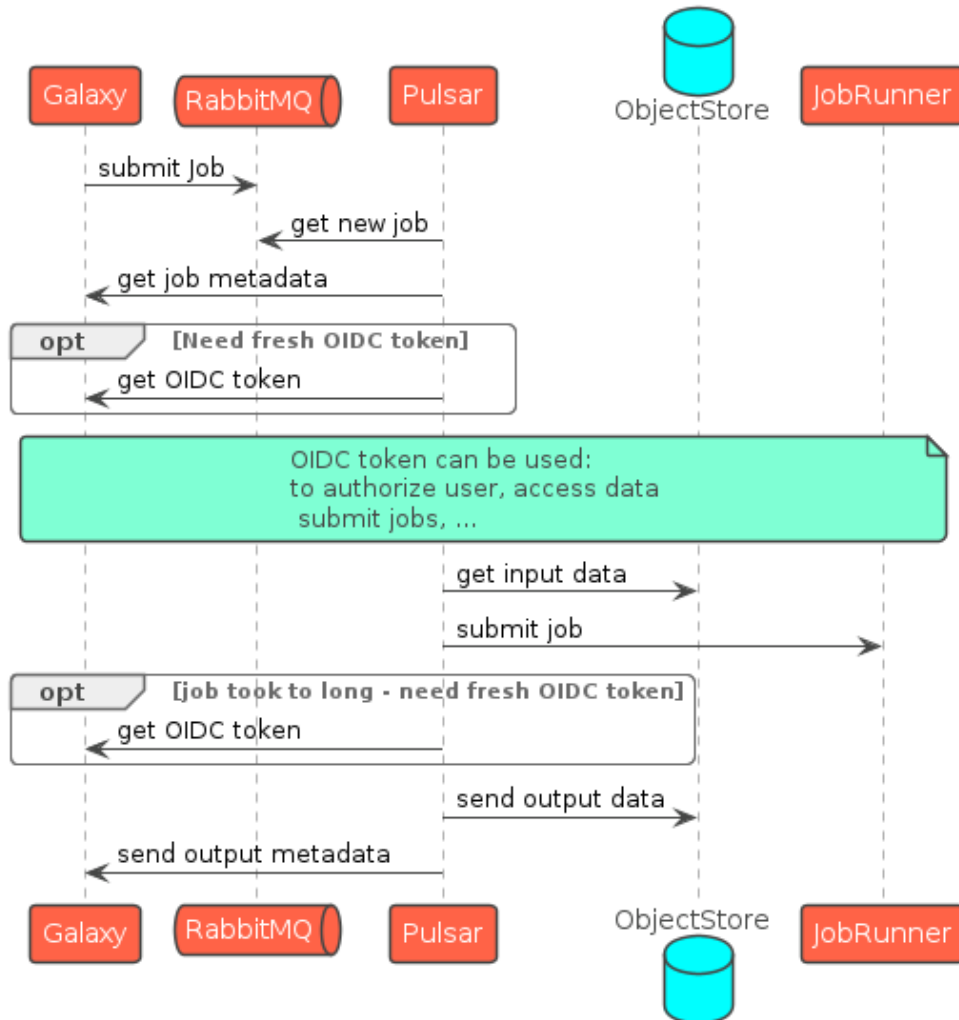 Galaxy
RabbitMQ
Pulsar
ObjectStore
JobRunner
submit Job
get new job
get job metadata
opt [Need fresh OIDC token]
get OIDC token
OIDC token can be used:
to authorize user, access data
submit jobs, ...
get input data
submit job
opt [job took to long - need fresh OIDC token]
get OIDC token
send output data
send output metadata
Galaxy
RabbitMQ
Pulsar
ObjectStore
JobRunner